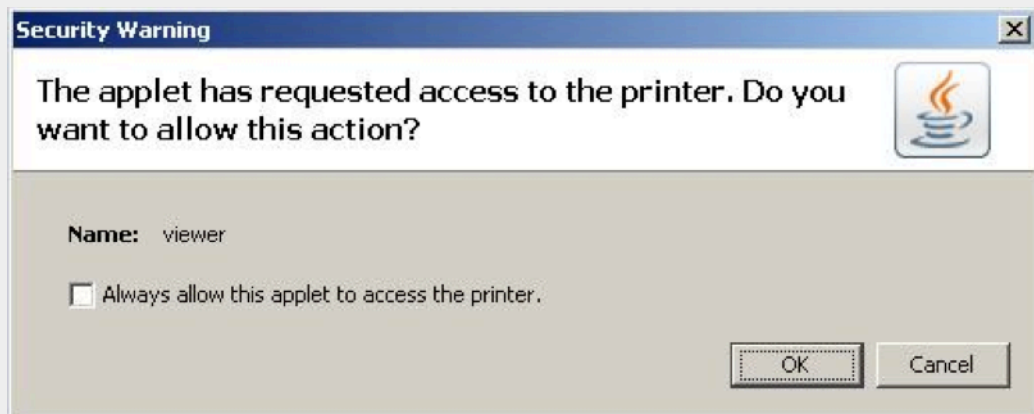 Security Warning
The applet has requested access to the printer. Do you
want to allow this action?
Name: viewer
Always allow this applet to access the printer.
OK Cancel